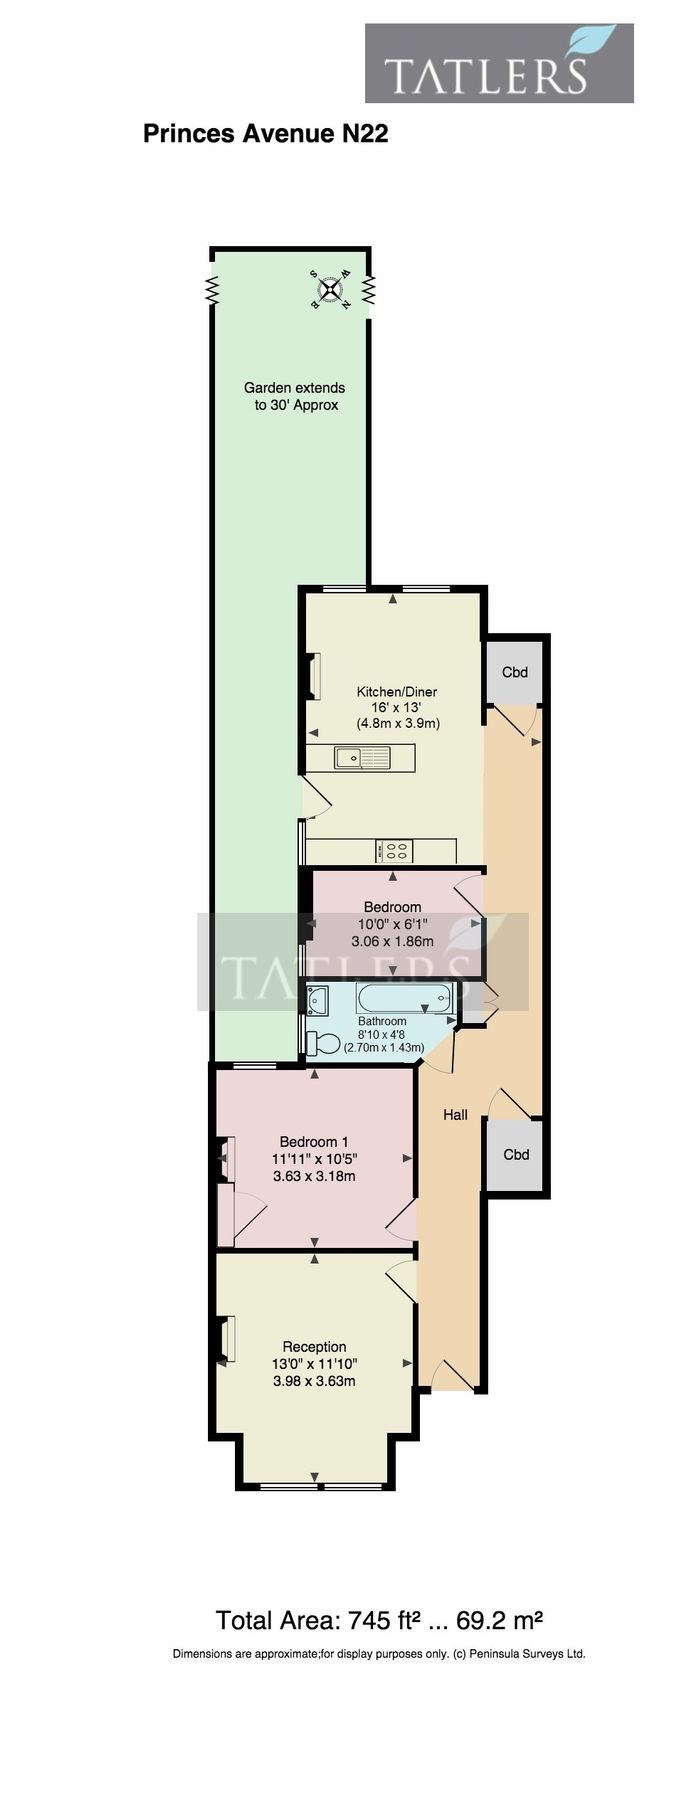 TATLERS
Princes Avenue N22
S
W
E
N
Garden extends
to 30' Approx
Cbd
Kitchen/Diner
16' x 13'
(4.8m x 3.9m)
Bedroom
10'0" x 6'1"
3.06 x 1.86m
TATLERS
Bathroom
8'10 x 4'8
(2.70m x 1.43m)
Hall
Bedroom 1
11'11" x 10'5"
3.63 x 3.18m
Cbd
Reception
13'0" x 11'10"
3.98 x 3.63m
Total Area: 745 ft² ... 69.2 m²
Dimensions are approximate;for display purposes only. (c) Peninsula Surveys Ltd.